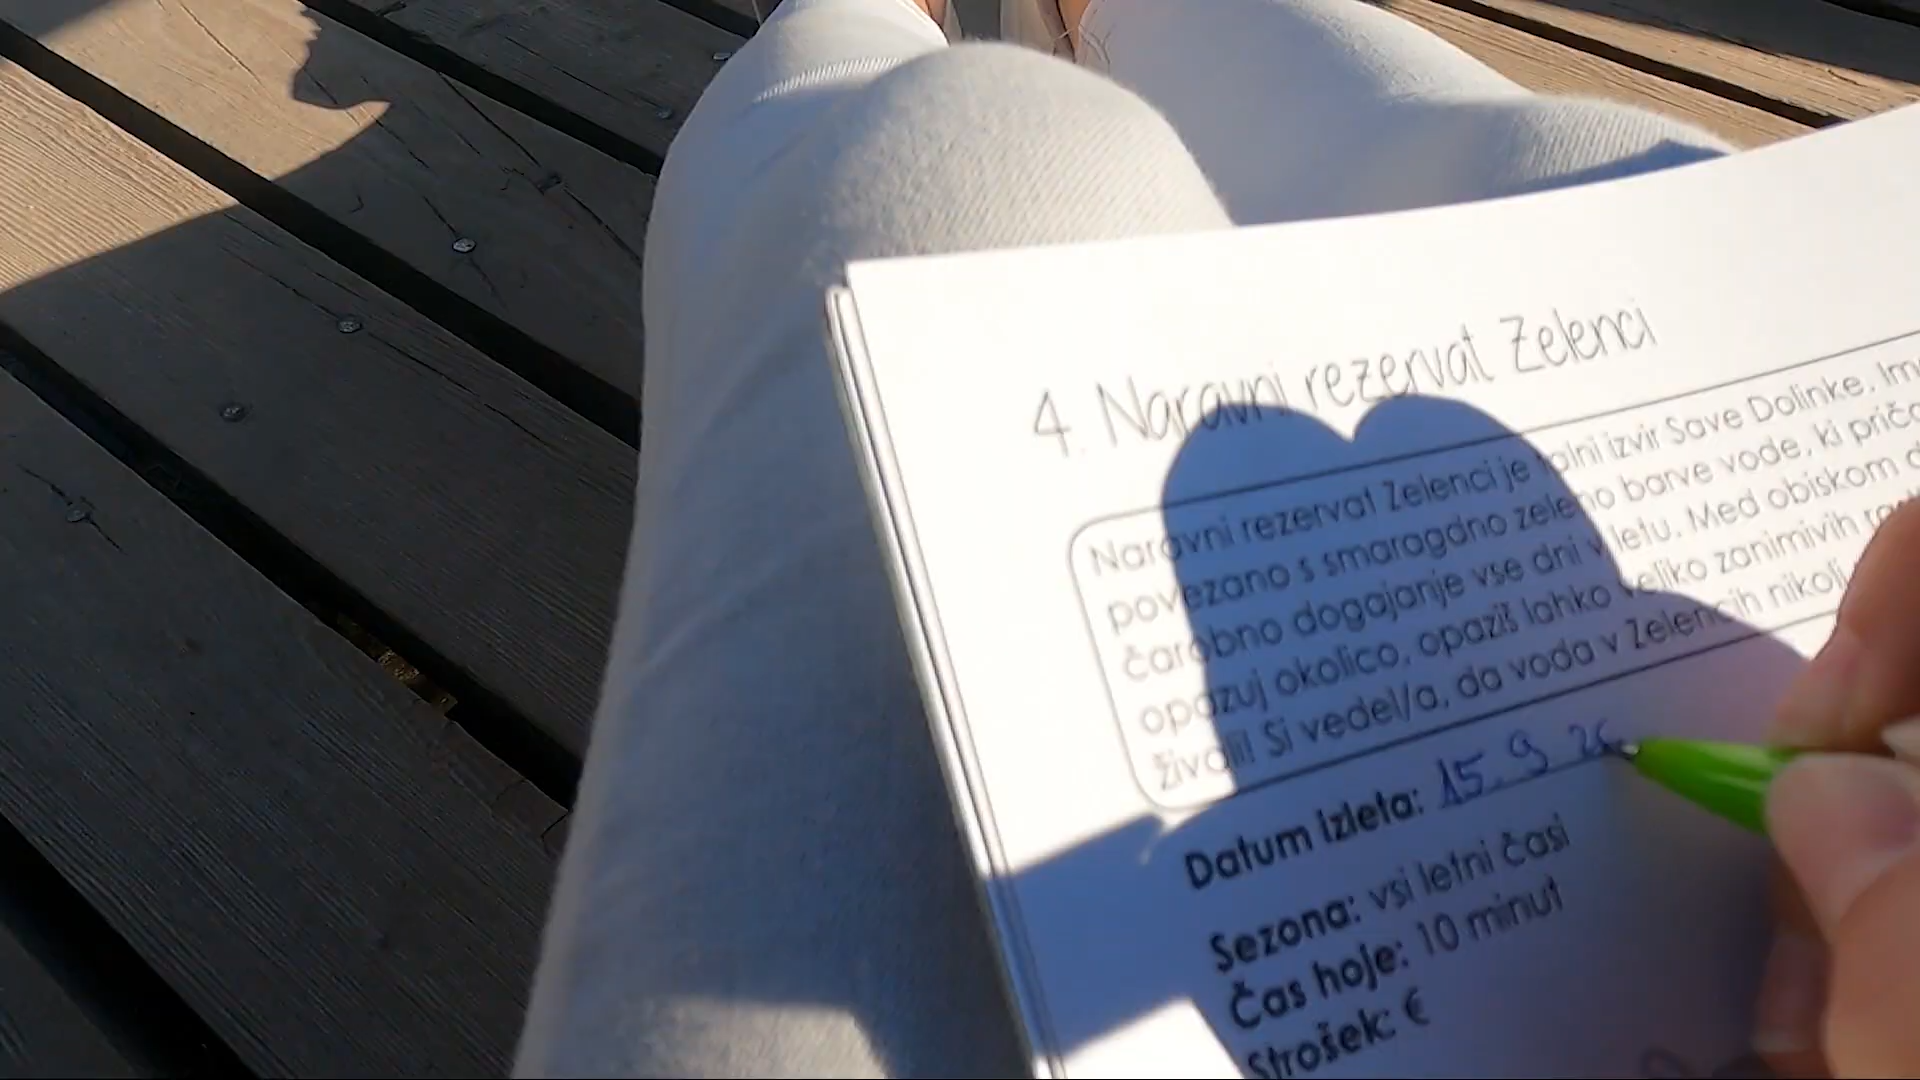 4. Naravni rezervat Zelenci
Naravni rezervat Zelenci je talni izvir Save Dolinke. Im
povezano s smaragdno zeleno barve vode, ki priča
čarobno dogajanje vse dni v letu. Med obiskom d
opazuj okolico, opaziš lahko veliko zanimivih
živali! Si vedel/a, da voda v Zelencih nikoli
Datum izleta: 15. 9
Sezona: vsi letni časi
Čas hoje: 10 minut
Strošek: €